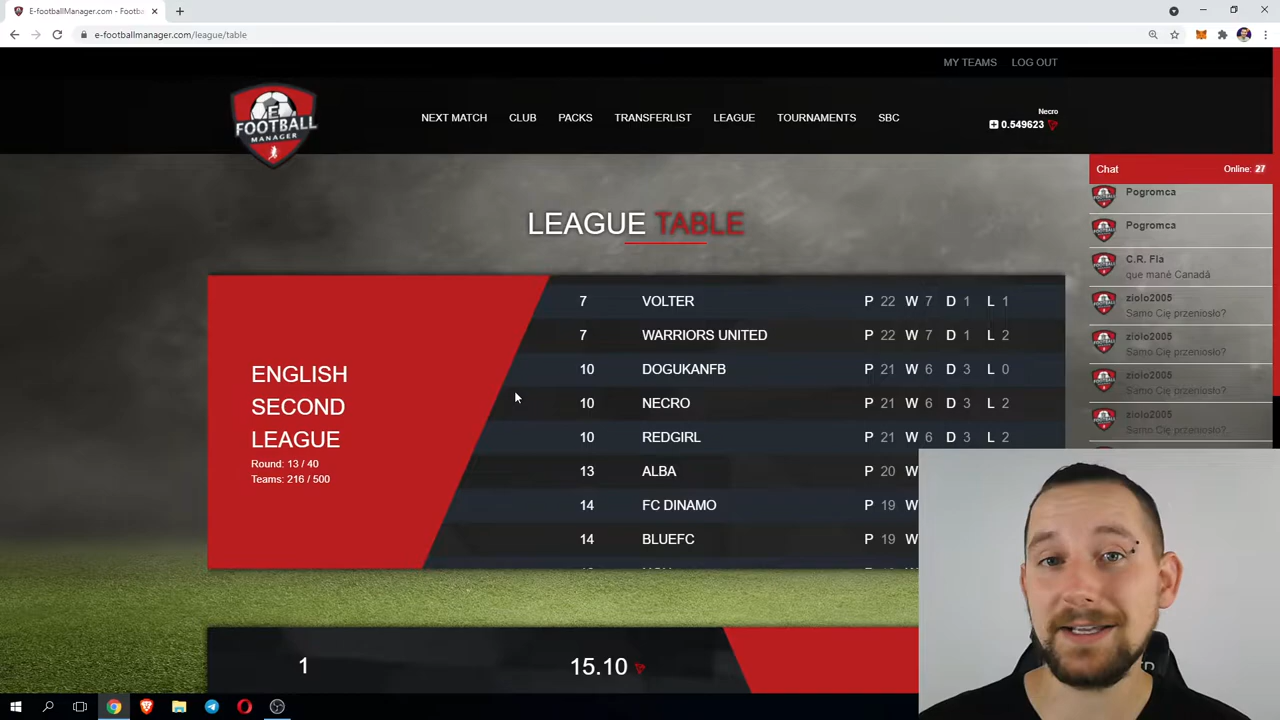 E-footballManager.com - Footba
e-footballmanager.com/league/table
MY TEAMS LOG OUT
E
FOOTBALL
MANAGER
NEXT MATCH CLUB PACKS TRANSFERLIST LEAGUE TOURNAMENTS SBC
Necro
0.549623
Chat Online: 27
Pogromca
Pogromca
C.R. Fla
que manê Canadá
ziolo2005
Samo Cię przeniosło?
ziolo2005
Samo Cię przeniosło?
ziolo2005
Samo Cię przeniosło?
ziolo2005
Samo Cię przeniosło?
LEAGUE TABLE
ENGLISH
SECOND
LEAGUE
Round: 13 / 40
Teams: 216 / 500
7 VOLTER P 22 W 7 D 1 L 1
7 WARRIORS UNITED P 22 W 7 D 1 L 2
10 DOGUKANFB P 21 W 6 D 3 L 0
10 NECRO P 21 W 6 D 3 L 2
10 REDGIRL P 21 W 6 D 3 L 2
13 ALBA P 20 W
14 FC DINAMO P 19 W
14 BLUEFC P 19 W
1 15.10